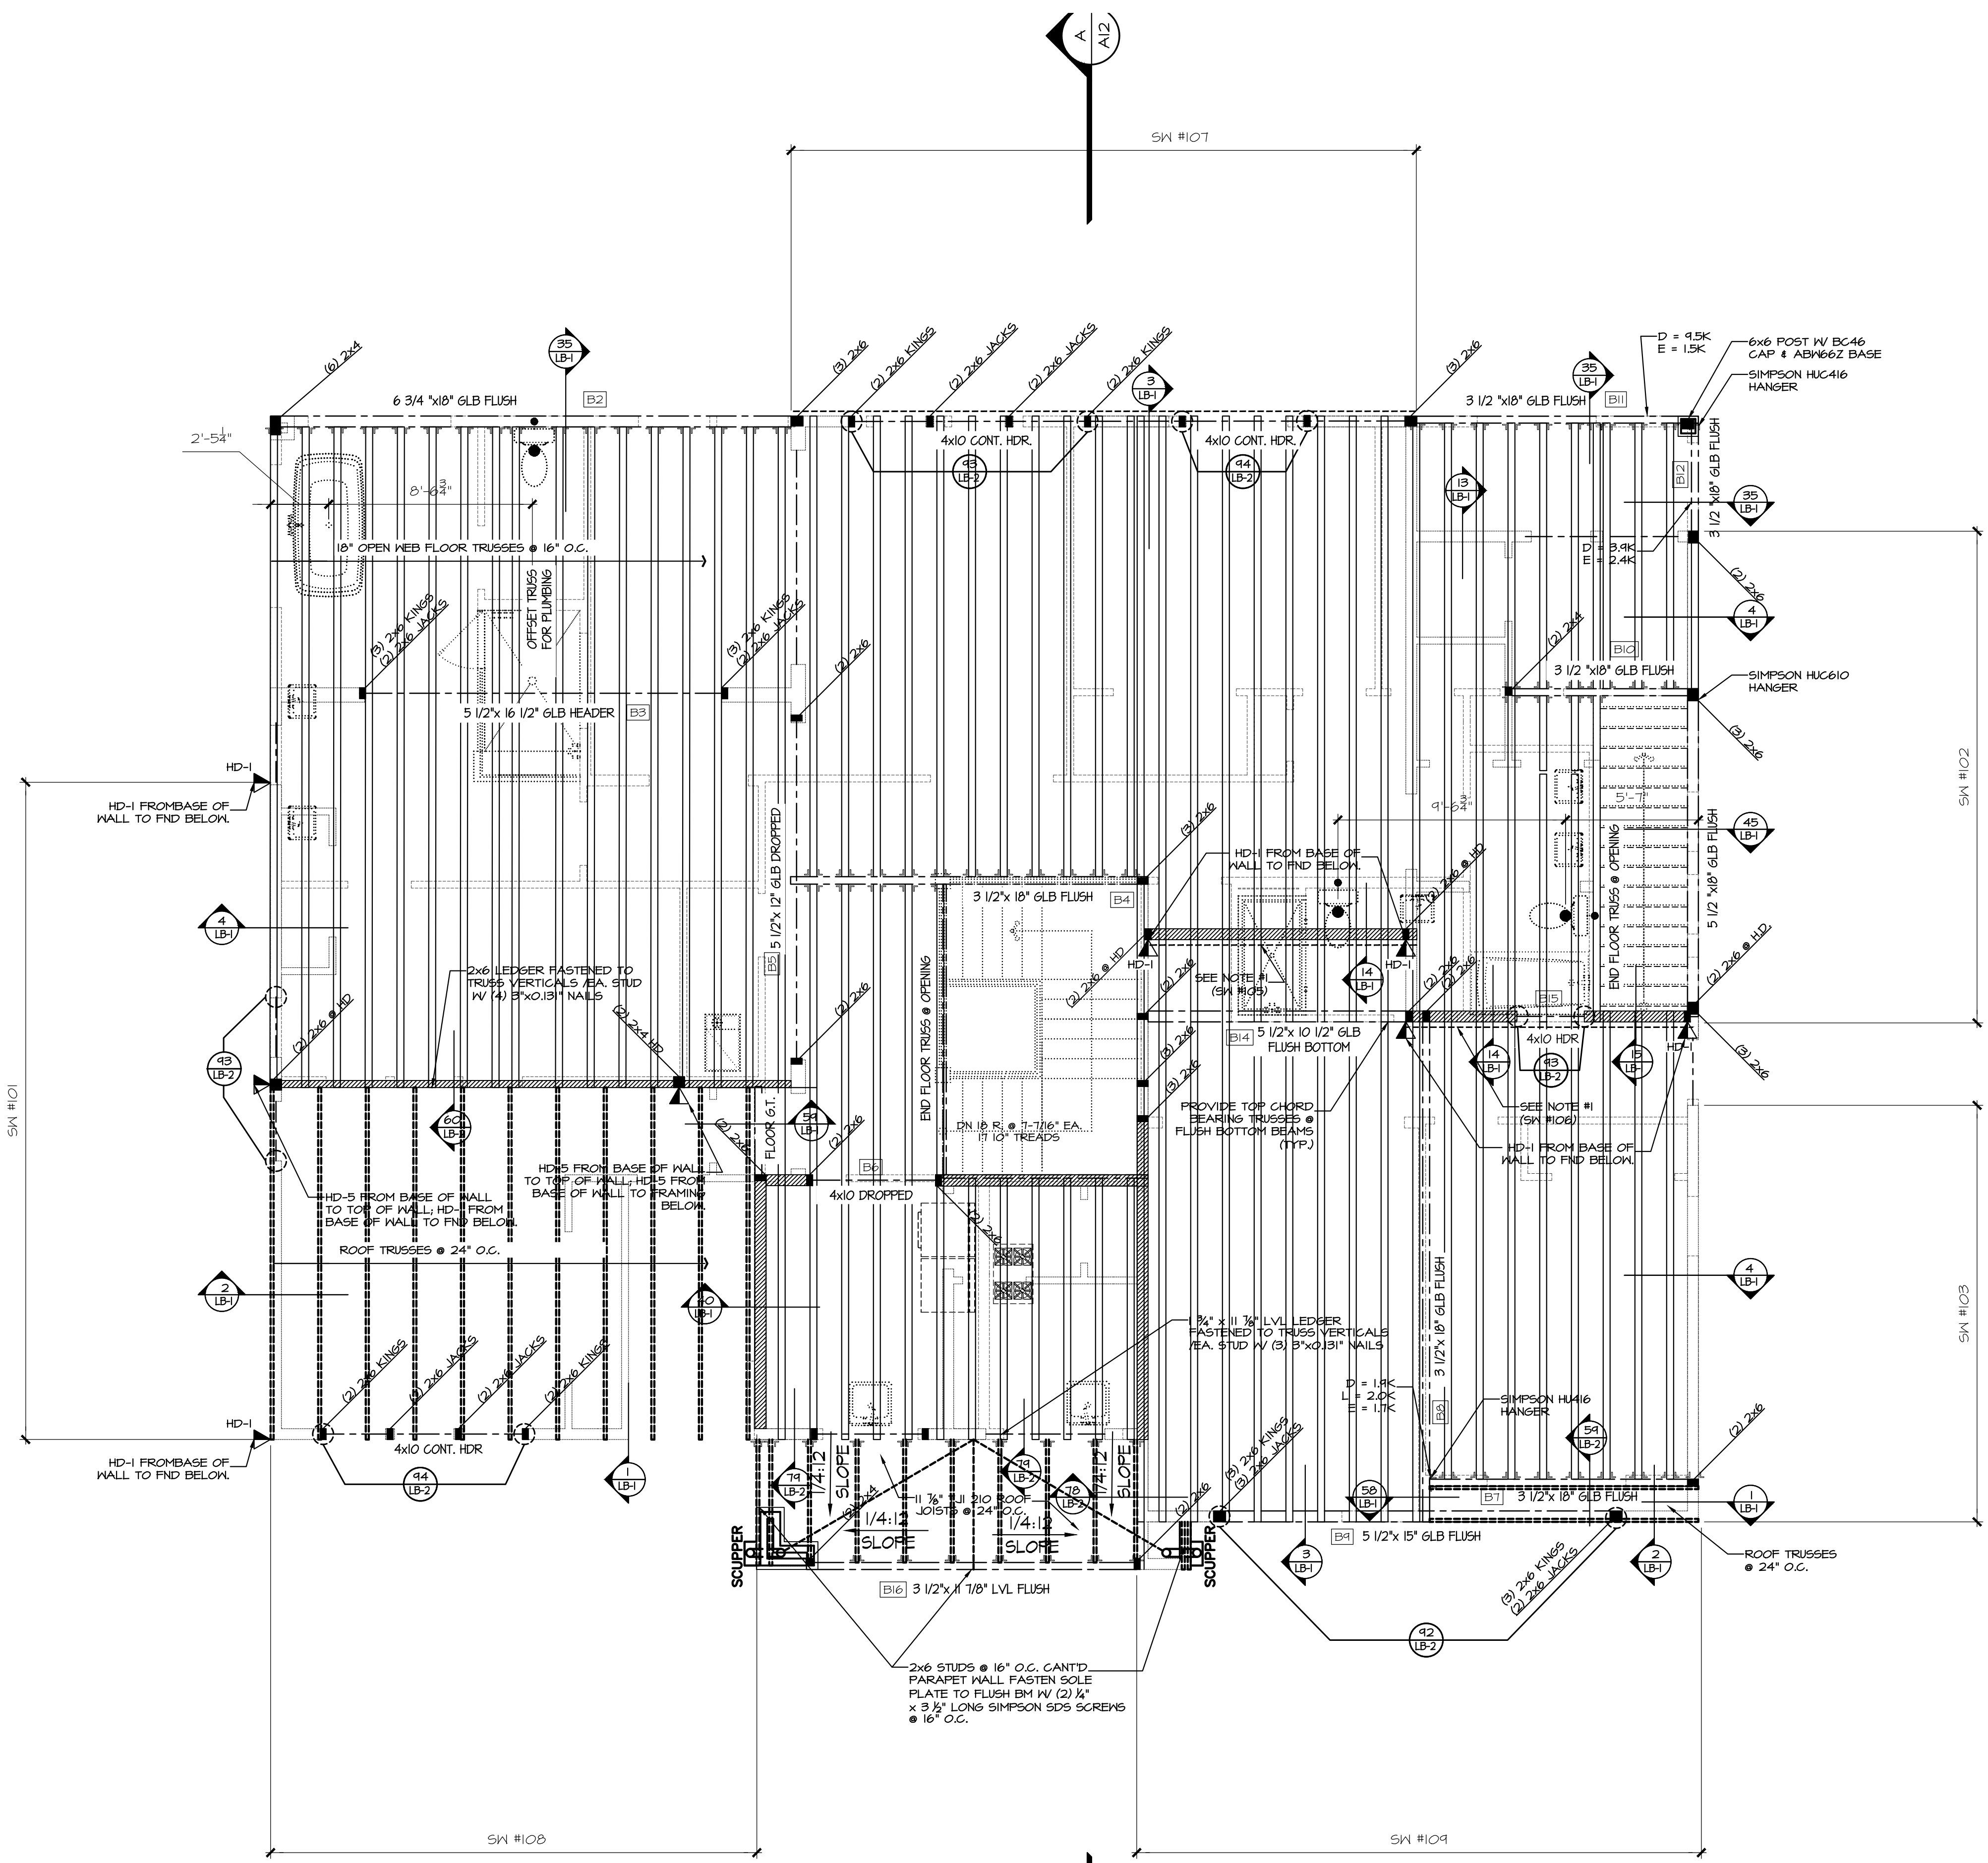 A
A12
SW #107
(6) 2x4
35
LB-1
6 3/4 "x18" GLB FLUSH
B2
(3) 2x6
(2) 2x6 KINGS
(2) 2x6 JACKS
(2) 2x6 JACKS
(2) 2x6 KINGS
3
LB-1
(3) 2x6
35
LB-1
D = 9.5K
E = 1.5K
6x6 POST W/ BC46
CAP & ABW66Z BASE
SIMPSON HUC416
HANGER
3 1/2 "x18" GLB FLUSH
B11
2'-5 1/4"
4x10 CONT. HDR.
93
LB-2
4x10 CONT. HDR.
94
LB-2
13
LB-1
B12
3 1/2 "x18" GLB FLUSH
35
LB-1
8'-6 3/4"
18" OPEN WEB FLOOR TRUSSES @ 16" O.C.
OFFSET TRUSS
FOR PLUMBING
D = 3.9K
E = 2.4K
(2) 2x6
4
LB-1
(3) 2x6 KINGS
(2) 2x6 JACKS
(3) 2x6 KINGS
(2) 2x6 JACKS
(2) 2x6
(2) 2x4
B10
3 1/2 "x18" GLB FLUSH
SIMPSON HUC610
HANGER
5 1/2"x 16 1/2" GLB HEADER
B3
(3) 2x6
HD-1
HD-1 FROMBASE OF
WALL TO FND BELOW.
SW #101
SW #102
5 1/2"x 12" GLB DROPPED
B5
(3) 2x6
9'-6 3/4"
5'-7"
45
LB-1
5 1/2 "x18" GLB FLUSH
END FLOOR TRUSS @ OPENING
HD-1 FROM BASE OF
WALL TO FND BELOW.
(2) 2x6 @ HD
3 1/2"x 18" GLB FLUSH
B4
4
LB-1
2x6 LEDGER FASTENED TO
TRUSS VERTICALS /EA. STUD
W/ (4) 3"x0.131" NAILS
(2) 2x6
END FLOOR TRUSS @ OPENING
(2) 2x6 @ HD
HD-1
(2) 2x6
SEE NOTE #1
(SW #105)
14
LB-1
HD-1
(2) 2x6
(2) 2x6
B15
(2) 2x6 @ H.D.
(2) 2x6 @ HD
(2) 2x4 HD
93
LB-2
B14
5 1/2"x 10 1/2" GLB
FLUSH BOTTOM
(3) 2x6
(3) 2x6
4x10 HDR
14
LB-1
93
LB-2
15
LB-1
HD-1
(3) 2x6
60
LB-2
(2) 2x6
FLOOR G.T.
59
(2) 2x6
DN 18 R. @ 7-7/16" EA.
17 10" TREADS
PROVIDE TOP CHORD
BEARING TRUSSES @
FLUSH BOTTOM BEAMS
(TYP.)
SEE NOTE #1
(SW #106)
HD-1 FROM BASE OF
WALL TO FND BELOW.
HD-5 FROM BASE OF WALL
TO TOP OF WALL; HD-5 FROM
BASE OF WALL TO FRAMING
BELOW.
HD-5 FROM BASE OF WALL
TO TOP OF WALL; HD-1 FROM
BASE OF WALL TO FND BELOW.
B6
4x10 DROPPED
(2) 2x6
ROOF TRUSSES @ 24" O.C.
2
LB-1
LB-1
4
LB-1
SW #103
1 3/4" x 11 7/8" LVL LEDGER
FASTENED TO TRUSS VERTICALS
/EA. STUD W/ (3) 3"x0.131" NAILS
3 1/2"x 18" GLB FLUSH
B8
D = 1.9K
L = 2.0K
E = 1.7K
SIMPSON HU416
HANGER
(2) 2x6 KINGS
(2) 2x6 JACKS
(2) 2x6 JACKS
(2) 2x6 KINGS
HD-1
4x10 CONT. HDR
94
LB-2
HD-1 FROM BASE OF
WALL TO FND BELOW.
1
LB-1
79
LB-2
1/4:12
SLOPE
79
LB-2
78
LB-2
1/4:12
SLOPE
11 7/8" TJI 210 ROOF
JOISTS @ 24" O.C.
1/4:12
SLOPE
1/4:12
SLOPE
(2) 2x4
(2) 2x6
(3) 2x6 KINGS
(3) 2x6 JACKS
58
LB-1
59
LB-2
(2) 2x6
B7
3 1/2"x 18" GLB FLUSH
1
LB-1
B9
5 1/2"x 15" GLB FLUSH
SCUPPER
SCUPPER
B16
3 1/2"x 11 7/8" LVL FLUSH
3
LB-1
2
LB-1
ROOF TRUSSES
@ 24" O.C.
(3) 2x6 KINGS
(2) 2x6 JACKS
92
LB-2
2x6 STUDS @ 16" O.C. CANT'D
PARAPET WALL FASTEN SOLE
PLATE TO FLUSH BM W/ (2) 1/4"
x 3 1/2" LONG SIMPSON SDS SCREWS
@ 16" O.C.
SW #108
SW #109